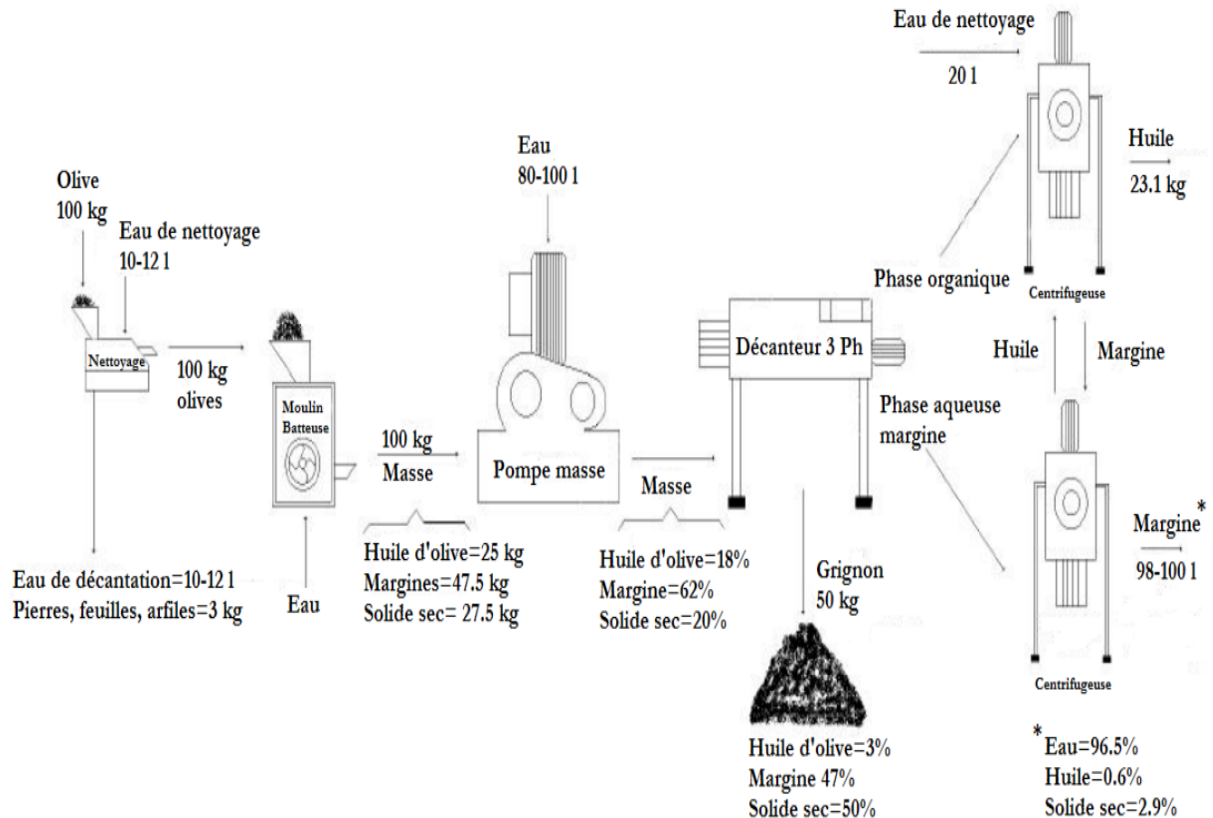 Olive
100 kg
Eau de nettoyage
10-12 l
Nettoyage
100 kg
olives
Eau de décantation=10-12 l
Pierres, feuilles, arfiles=3 kg
Moulin
Batteuse
Eau
100 kg
Masse
Huile d'olive=25 kg
Margines=47.5 kg
Solide sec= 27.5 kg
Eau
80-100 l
Pompe masse
Masse
Huile d'olive=18%
Margine=62%
Solide sec=20%
Décanteur 3 Ph
Grignon
50 kg
Huile d'olive=3%
Margine 47%
Solide sec=50%
Phase organique
Phase aqueuse
margine
Eau de nettoyage
20 l
Huile
23.1 kg
Centrifugeuse
Huile
Margine
Margine*
98-100 l
Centrifugeuse
*Eau=96.5%
Huile=0.6%
Solide sec=2.9%